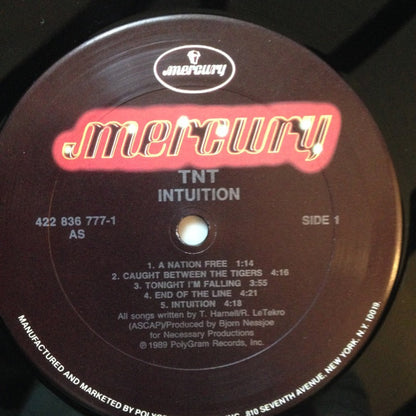 mercury
mercury
TNT
INTUITION
422 836 777-1
AS
SIDE 1
1. A NATION FREE 1:14
2. CAUGHT BETWEEN THE TIGERS 4:16
3. TONIGHT I'M FALLING 3:55
4. END OF THE LINE 4:21
5. INTUITION 4:18
All songs written by T. Harnell/R. LeTekro
(ASCAP)/Produced by Bjorn Nessjoe
for Necessary Productions
℗ 1989 PolyGram Records, Inc.
MANUFACTURED AND MARKETED BY INC., 810 SEVENTH AVENUE, NEW YORK, N.Y. 10019.